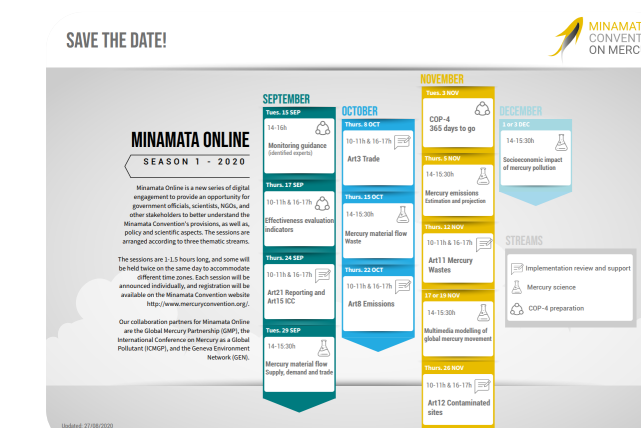 SAVE THE DATE!
MINAMAT
CONVENT
ON MERC
MINAMATA ONLINE
SEASON 1 - 2020
Minamata Online is a new series of digital
engagement to provide an opportunity for
government officials, scientists, NGOs, and
other stakeholders to better understand the
Minamata Convention's provisions, as well as,
policy and scientific aspects. The sessions are
arranged according to three thematic streams.
The sessions are 1-1.5 hours long, and some will
be held twice on the same day to accommodate
different time zones. Each session will be
announced individually, and registration will be
available on the Minamata Convention website
http://www.mercuryconvention.org/.
Our collaboration partners for Minamata Online
are the Global Mercury Partnership (GMP), the
International Conference on Mercury as a Global
Pollutant (ICMGP), and the Geneva Environment
Network (GEN).
Updated: 27/08/2020
SEPTEMBER
Tues. 15 SEP
14-16h
Monitoring guidance
(identified experts)
Thurs. 17 SEP
10-11h & 16-17h
Effectiveness evaluation
indicators
Thurs. 24 SEP
10-11h & 16-17h
Art21 Reporting and
Art15 ICC
Tues. 29 SEP
14-15:30h
Mercury material flow
Supply, demand and trade
OCTOBER
Thurs. 8 OCT
10-11h & 16-17h
Art3 Trade
Thurs. 15 OCT
14-15:30h
Mercury material flow
Waste
Thurs. 22 OCT
10-11h & 16-17h
Art8 Emissions
NOVEMBER
Tues. 3 NOV
COP-4
365 days to go
Thurs. 5 NOV
14-15:30h
Mercury emissions
Estimation and projection
Thurs. 12 NOV
10-11h & 16-17h
Art11 Mercury
Wastes
17 or 19 NOV
14-15:30h
Multimedia modelling of
global mercury movement
Thurs. 26 NOV
10-11h & 16-17h
Art12 Contaminated
sites
DECEMBER
1 or 3 DEC
14-15:30h
Socioeconomic impact
of mercury pollution
STREAMS
Implementation review and support
Mercury science
COP-4 preparation